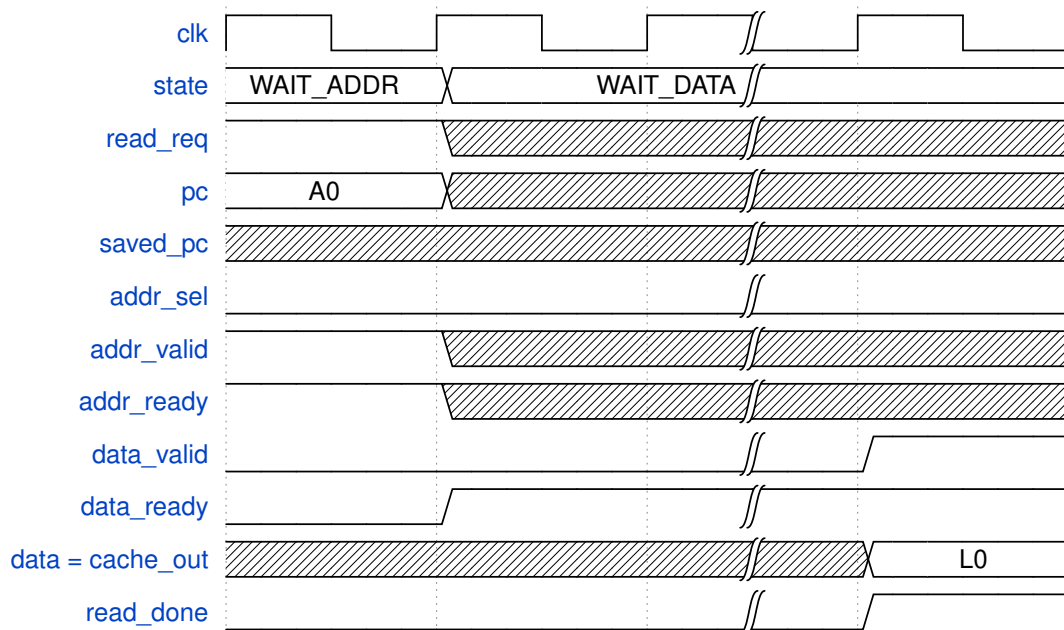 clk
state WAIT_ADDR WAIT_DATA
read_req
pc A0
saved_pc
addr_sel
addr_valid
addr_ready
data_valid
data_ready
data = cache_out L0
read_done